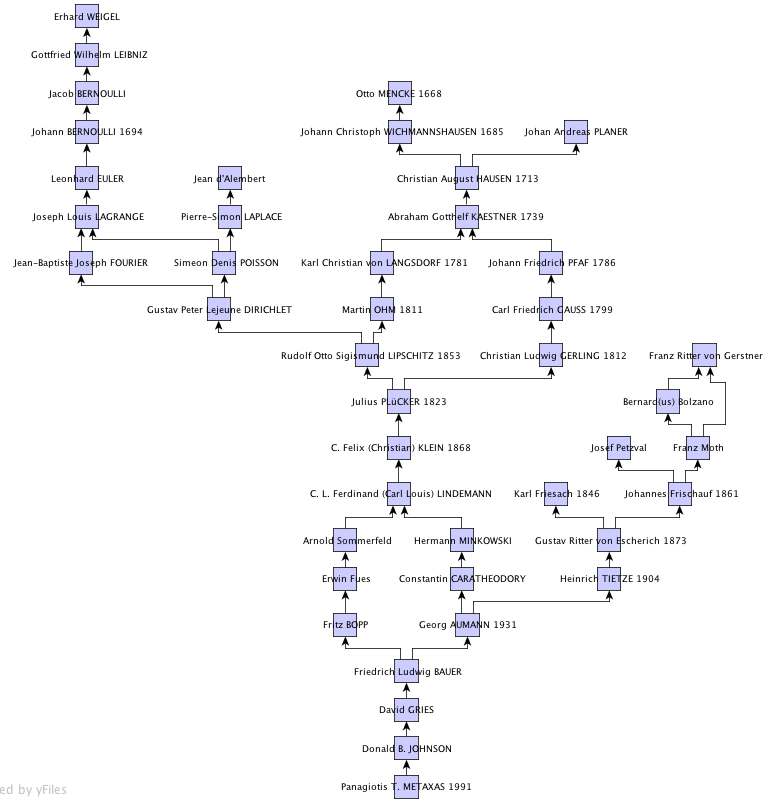 Erhard WEIGEL
Gottfried Wilhelm LEIBNIZ
Jacob BERNOULLI
Otto MENCKE 1668
Johann BERNOULLI 1694
Johann Christoph WICHMANNSHAUSEN 1685
Johan Andreas PLANER
Leonhard EULER
Jean d'Alembert
Christian August HAUSEN 1713
Joseph Louis LAGRANGE
Pierre-Simon LAPLACE
Abraham Gotthelf KAESTNER 1739
Jean-Baptiste Joseph FOURIER
Simeon Denis POISSON
Karl Christian von LANGSDORF 1781
Johann Friedrich PFAF 1786
Gustav Peter Lejeune DIRICHLET
Martin OHM 1811
Carl Friedrich GAUSS 1799
Rudolf Otto Sigismund LIPSCHITZ 1853
Christian Ludwig GERLING 1812
Franz Ritter von Gerstner
Julius PLüCKER 1823
Bernard(us) Bolzano
C. Felix (Christian) KLEIN 1868
Josef Petzval
Franz Moth
C. L. Ferdinand (Carl Louis) LINDEMANN
Karl Friesach 1846
Johannes Frischauf 1861
Arnold Sommerfeld
Hermann MINKOWSKI
Gustav Ritter von Escherich 1873
Erwin Fues
Constantin CARATHEODORY
Heinrich TIETZE 1904
Fritz BOPP
Georg AUMANN 1931
Friedrich Ludwig BAUER
David GRIES
Donald B. JOHNSON
Panagiotis T. METAXAS 1991
ed by yFiles